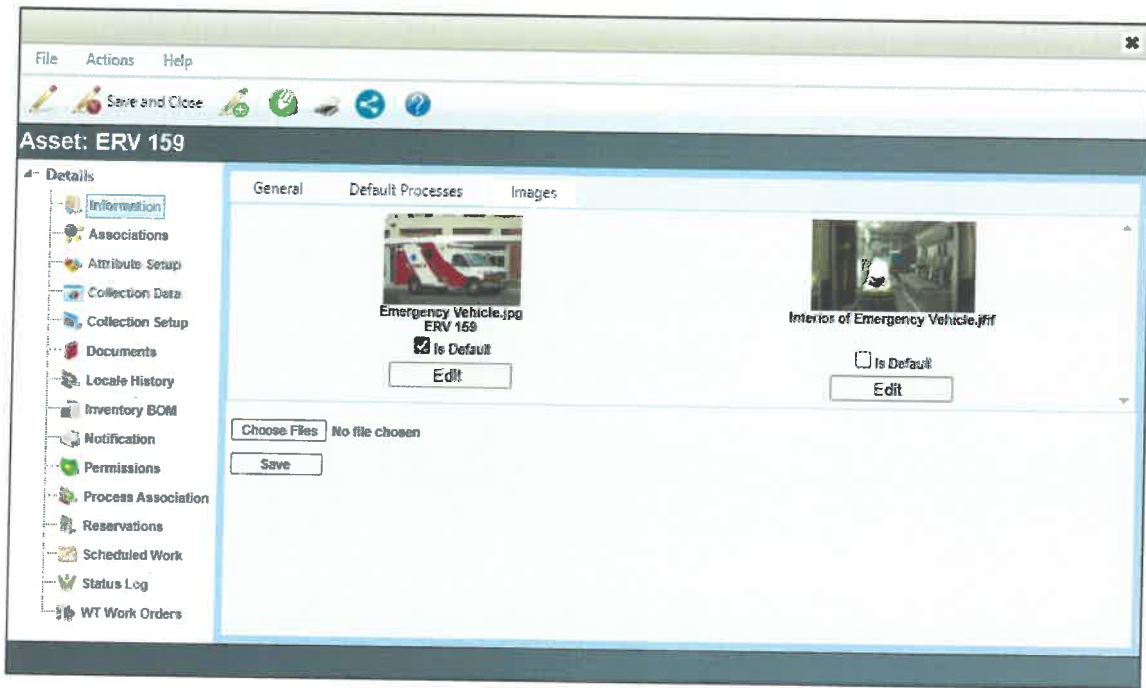 File Actions Help
Save and Close
Asset: ERV 159
Details
Information
Associations
Attribute Setup
Collection Data
Collection Setup
Documents
Locale History
Inventory BOM
Notification
Permissions
Process Association
Reservations
Scheduled Work
Status Log
WT Work Orders
General Default Processes Images
Emergency Vehicle.jpg
ERV 159
Is Default
Edit
Interior of Emergency Vehicle.jfif
Is Default
Edit
Choose Files No file chosen
Save